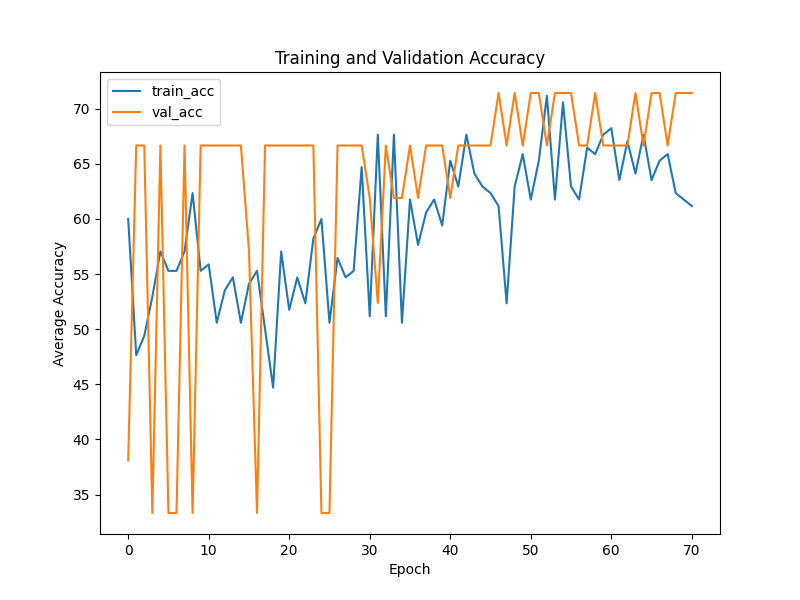 Training and Validation Accuracy
train_acc
val_acc
Average Accuracy
70
65
60
55
50
45
40
35
0 10 20 30 40 50 60 70
Epoch